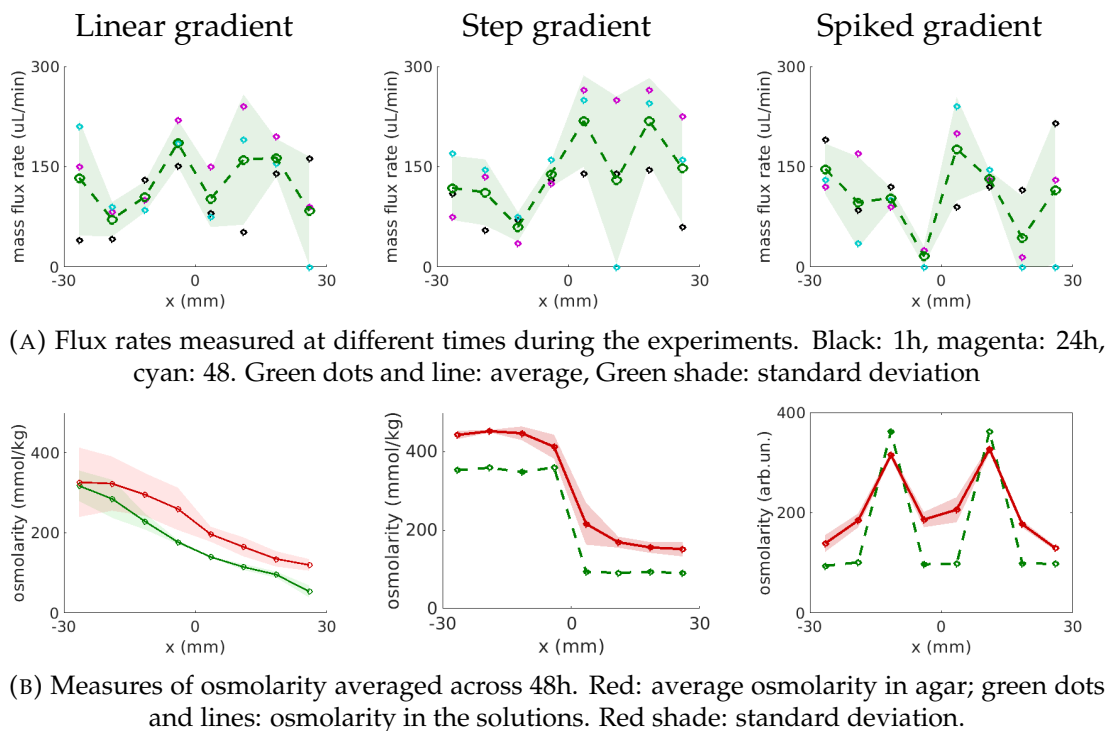 Linear gradient
Step gradient
Spiked gradient
mass flux rate (uL/min)
300
150
0
-30
0
30
x (mm)
mass flux rate (uL/min)
300
150
0
-30
0
30
x (mm)
mass flux rate (uL/min)
300
150
0
-30
0
30
x (mm)
(A) Flux rates measured at different times during the experiments. Black: 1h, magenta: 24h,
cyan: 48. Green dots and line: average, Green shade: standard deviation
osmolarity (mmol/kg)
400
200
0
-30
0
30
x (mm)
osmolarity (mmol/kg)
400
200
0
-30
0
30
x (mm)
osmolarity (arb.un.)
400
200
0
-30
0
30
x (mm)
(B) Measures of osmolarity averaged across 48h. Red: average osmolarity in agar; green dots
and lines: osmolarity in the solutions. Red shade: standard deviation.